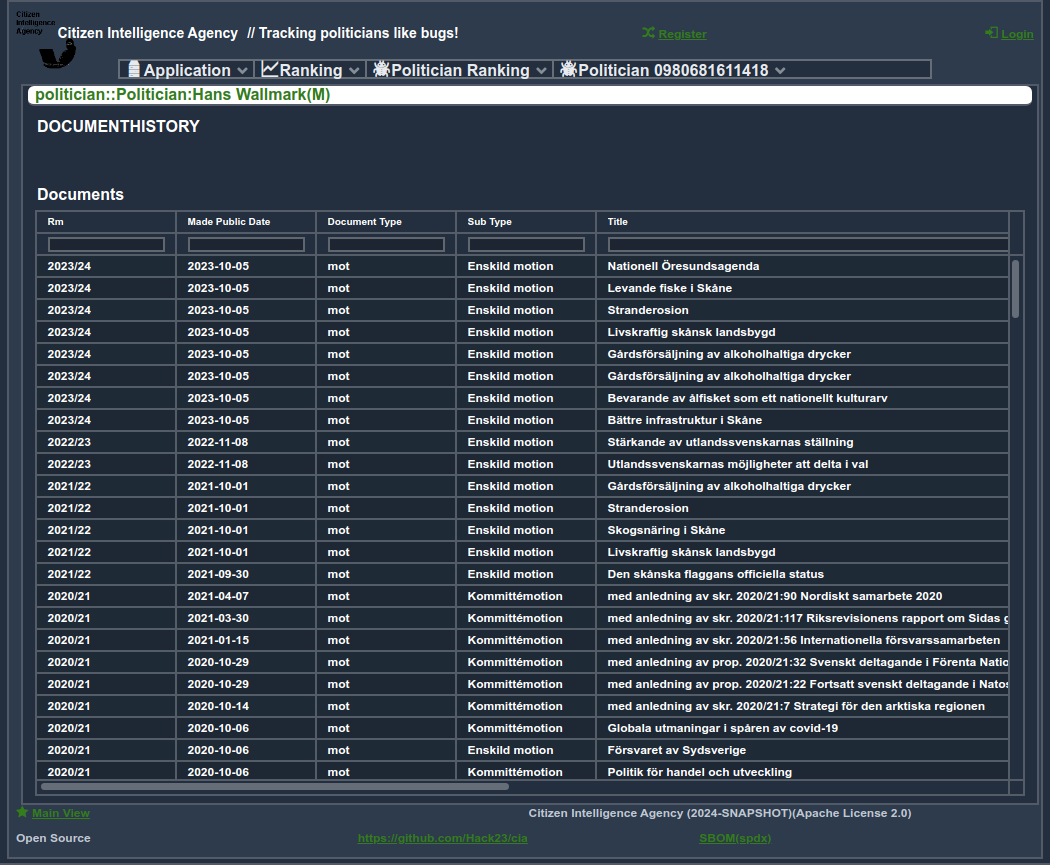 Citizen
Intelligence
Agency
Citizen Intelligence Agency // Tracking politicians like bugs!
Register
Login
Application Ranking Politician Ranking Politician 0980681611418
politician::Politician:Hans Wallmark(M)
DOCUMENTHISTORY
Documents
Rm Made Public Date Document Type Sub Type Title
2023/24 2023-10-05 mot Enskild motion Nationell Öresundsagenda
2023/24 2023-10-05 mot Enskild motion Levande fiske i Skåne
2023/24 2023-10-05 mot Enskild motion Stranderosion
2023/24 2023-10-05 mot Enskild motion Livskraftig skånsk landsbygd
2023/24 2023-10-05 mot Enskild motion Gårdsförsäljning av alkoholhaltiga drycker
2023/24 2023-10-05 mot Enskild motion Gårdsförsäljning av alkoholhaltiga drycker
2023/24 2023-10-05 mot Enskild motion Bevarande av ålfisket som ett nationellt kulturarv
2023/24 2023-10-05 mot Enskild motion Bättre infrastruktur i Skåne
2022/23 2022-11-08 mot Enskild motion Stärkande av utlandssvenskarnas ställning
2022/23 2022-11-08 mot Enskild motion Utlandssvenskarnas möjligheter att delta i val
2021/22 2021-10-01 mot Enskild motion Gårdsförsäljning av alkoholhaltiga drycker
2021/22 2021-10-01 mot Enskild motion Stranderosion
2021/22 2021-10-01 mot Enskild motion Skogsnäring i Skåne
2021/22 2021-10-01 mot Enskild motion Livskraftig skånsk landsbygd
2021/22 2021-09-30 mot Enskild motion Den skånska flaggans officiella status
2020/21 2021-04-07 mot Kommittémotion med anledning av skr. 2020/21:90 Nordiskt samarbete 2020
2020/21 2021-03-30 mot Kommittémotion med anledning av skr. 2020/21:117 Riksrevisionens rapport om Sidas
2020/21 2021-01-15 mot Kommittémotion med anledning av skr. 2020/21:56 Internationella försvarssamarbeten
2020/21 2020-10-29 mot Kommittémotion med anledning av prop. 2020/21:32 Svenskt deltagande i Förenta Natio
2020/21 2020-10-29 mot Kommittémotion med anledning av prop. 2020/21:22 Fortsatt svenskt deltagande i Natos
2020/21 2020-10-14 mot Kommittémotion med anledning av skr. 2020/21:7 Strategi för den arktiska regionen
2020/21 2020-10-06 mot Kommittémotion Globala utmaningar i spåren av covid-19
2020/21 2020-10-06 mot Enskild motion Försvaret av Sydsverige
2020/21 2020-10-06 mot Kommittémotion Politik för handel och utveckling
Main View
Citizen Intelligence Agency (2024-SNAPSHOT)(Apache License 2.0)
Open Source
https://github.com/Hack23/cia
SBOM(spdx)